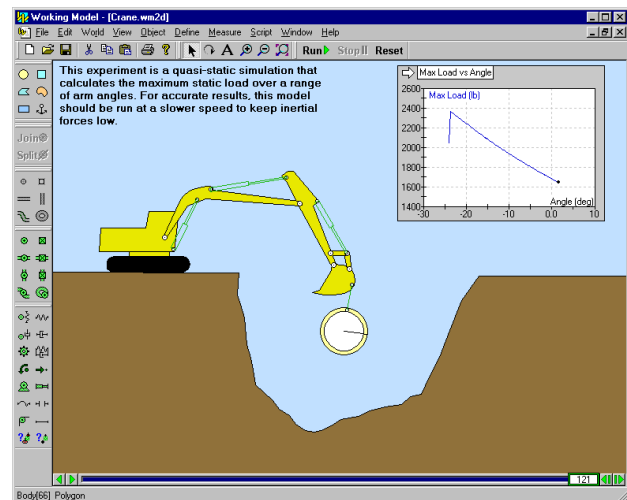 Working Model - [Crane.wm2d]
File Edit World View Object Define Measure Script Window Help
Run Stop Reset
This experiment is a quasi-static simulation that
calculates the maximum static load over a range
of arm angles. For accurate results, this model
should be run at a slower speed to keep inertial
forces low.
Max Load vs Angle
Max Load (lb)
2600
2400
2200
2000
1800
1600
1400
Angle (deg)
-30 -20 -10 0.0 10
Join
Split
121
Body[66] Polygon